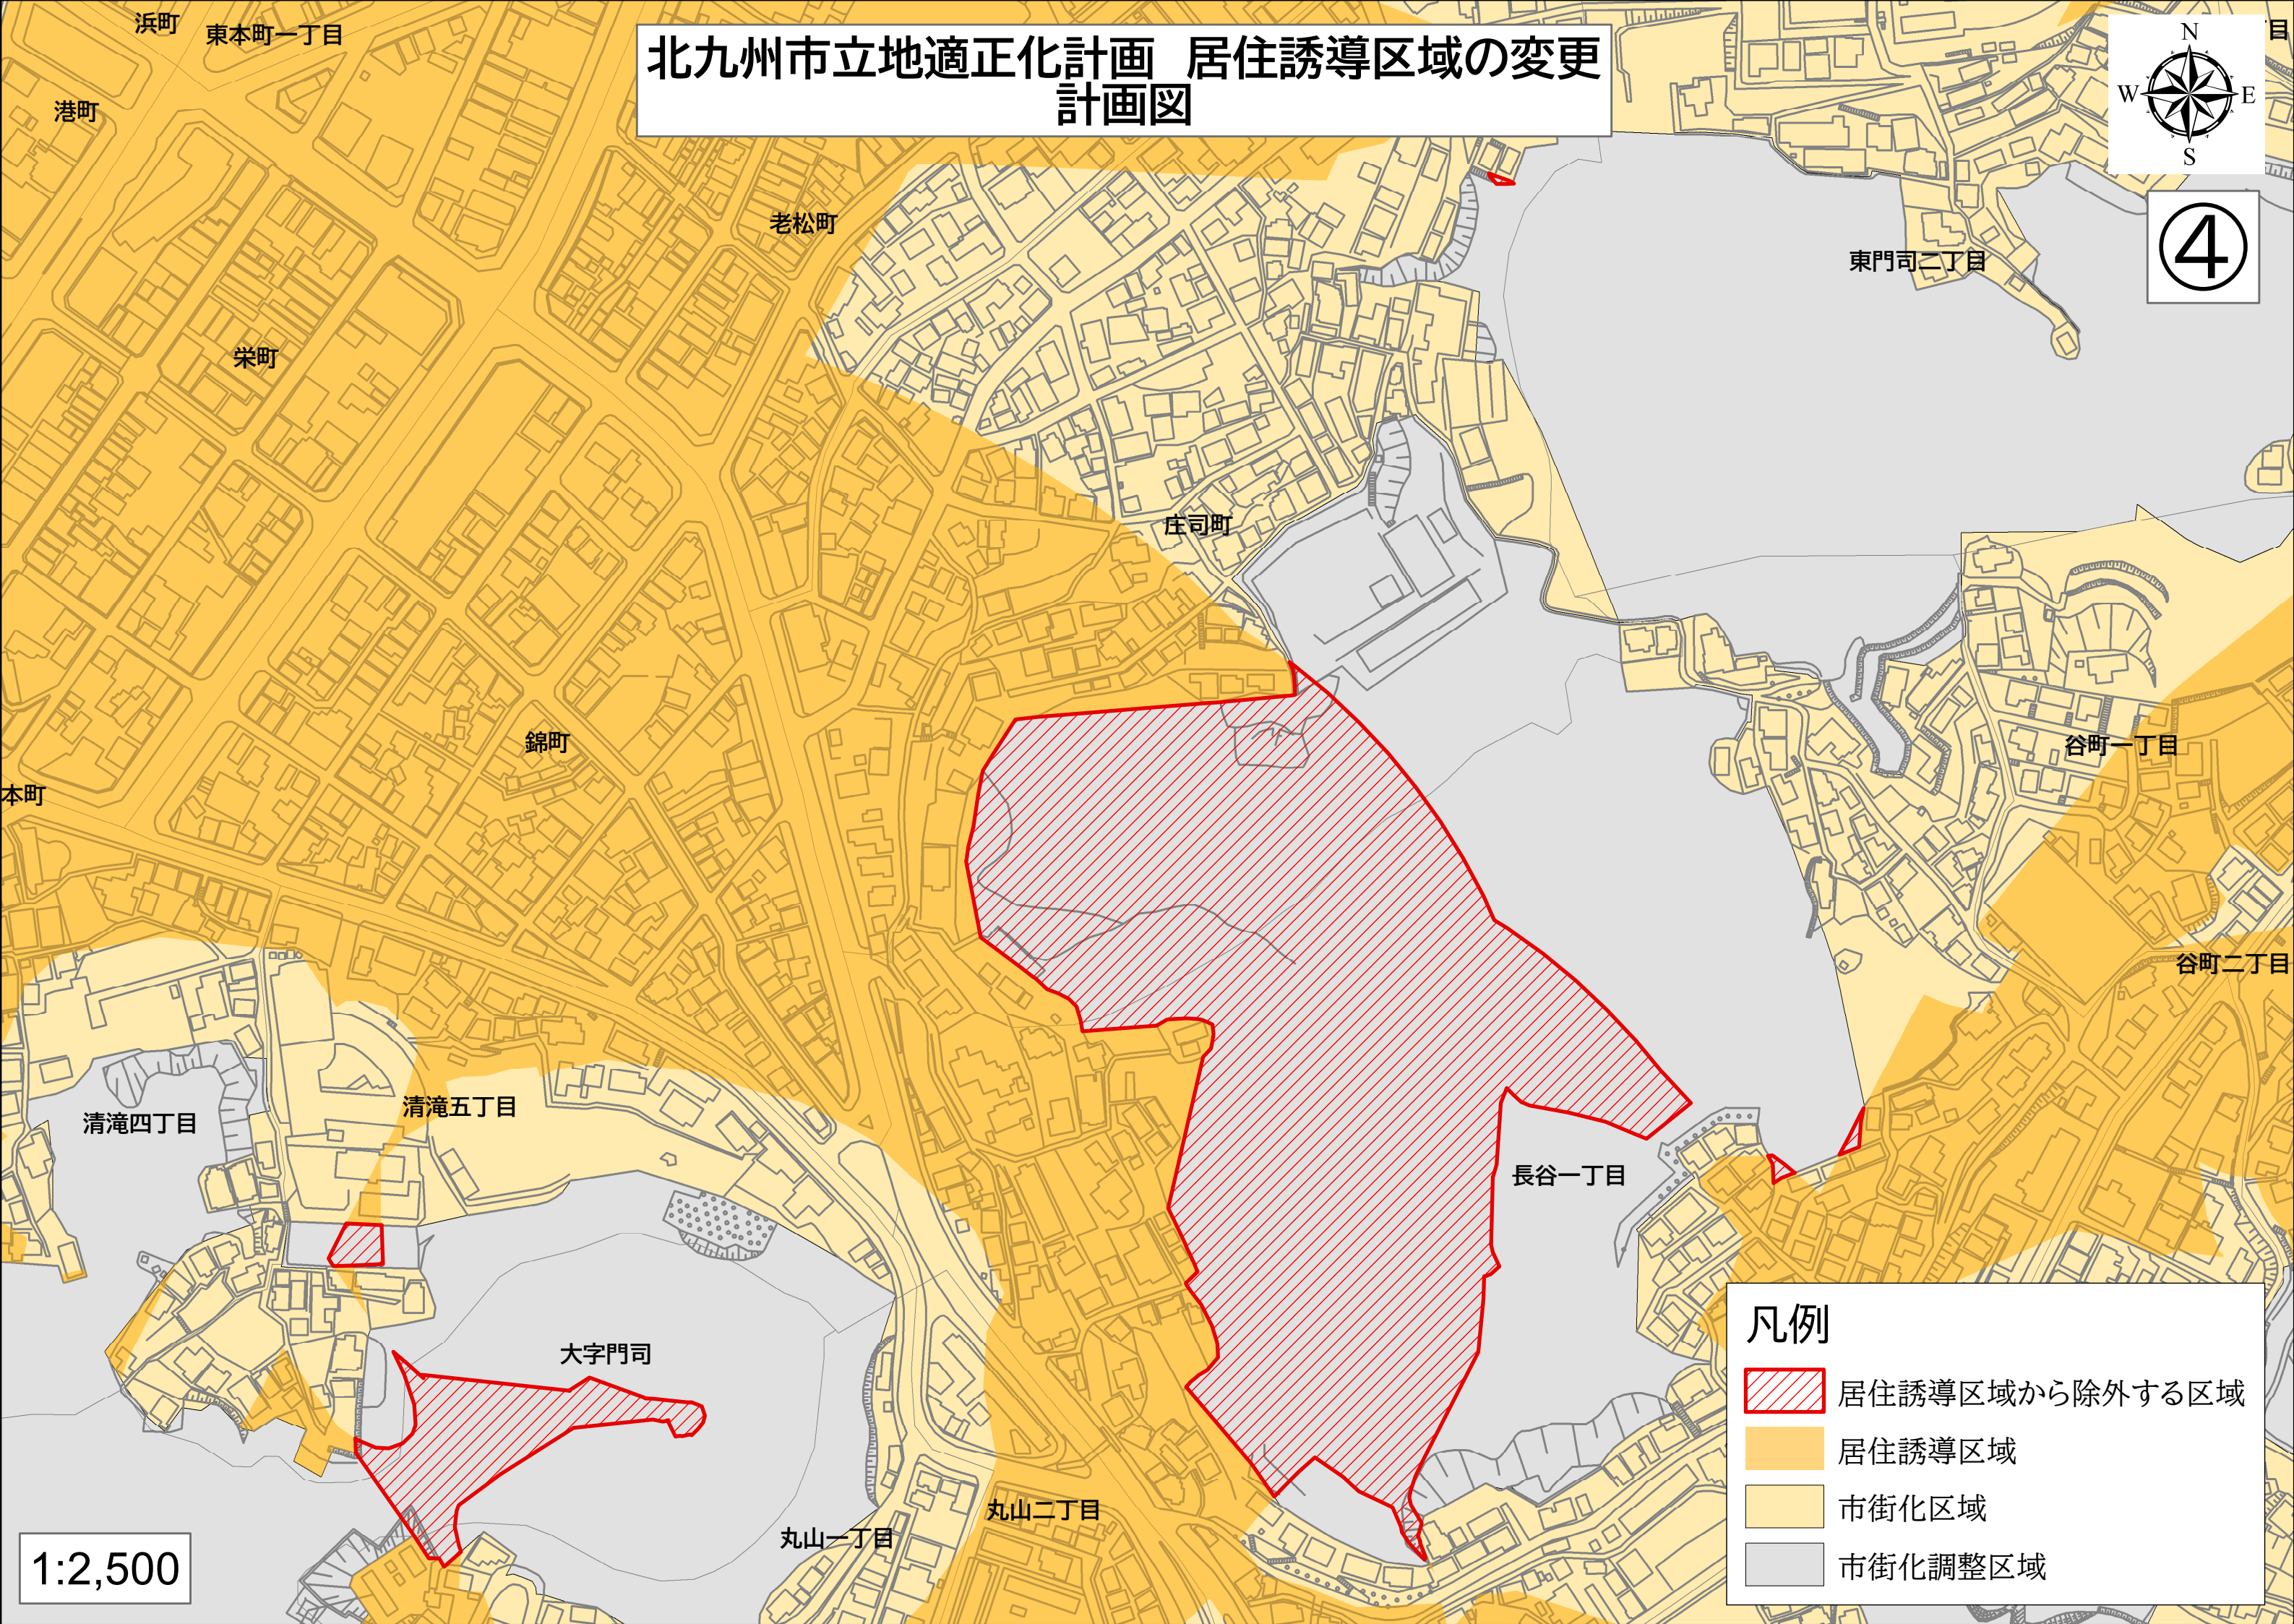 北九州市立地適正化計画　居住誘導区域の変更
計画図
N
W
E
S
④
浜町
東本町一丁目
目
港町
老松町
東門司二丁目
栄町
庄司町
錦町
谷町一丁目
本町
谷町二丁目
清滝五丁目
清滝四丁目
長谷一丁目
大字門司
丸山二丁目
丸山一丁目
1:2,500
凡例
居住誘導区域から除外する区域
居住誘導区域
市街化区域
市街化調整区域